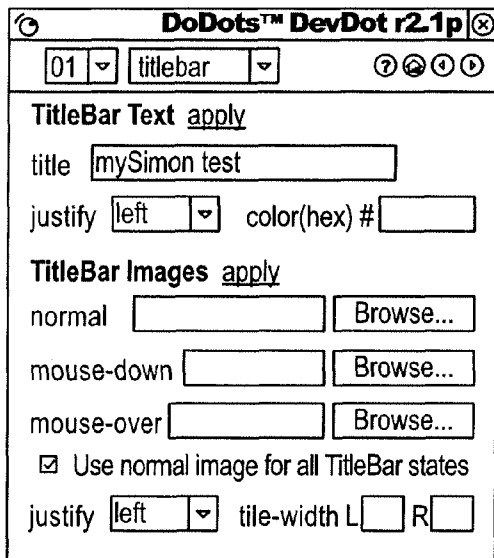 DoDots™ DevDot r2.1p
01 titlebar
TitleBar Text apply
title mySimon test
justify left color(hex) #
TitleBar Images apply
normal Browse...
mouse-down Browse...
mouse-over Browse...
Use normal image for all TitleBar states
justify left tile-width L R